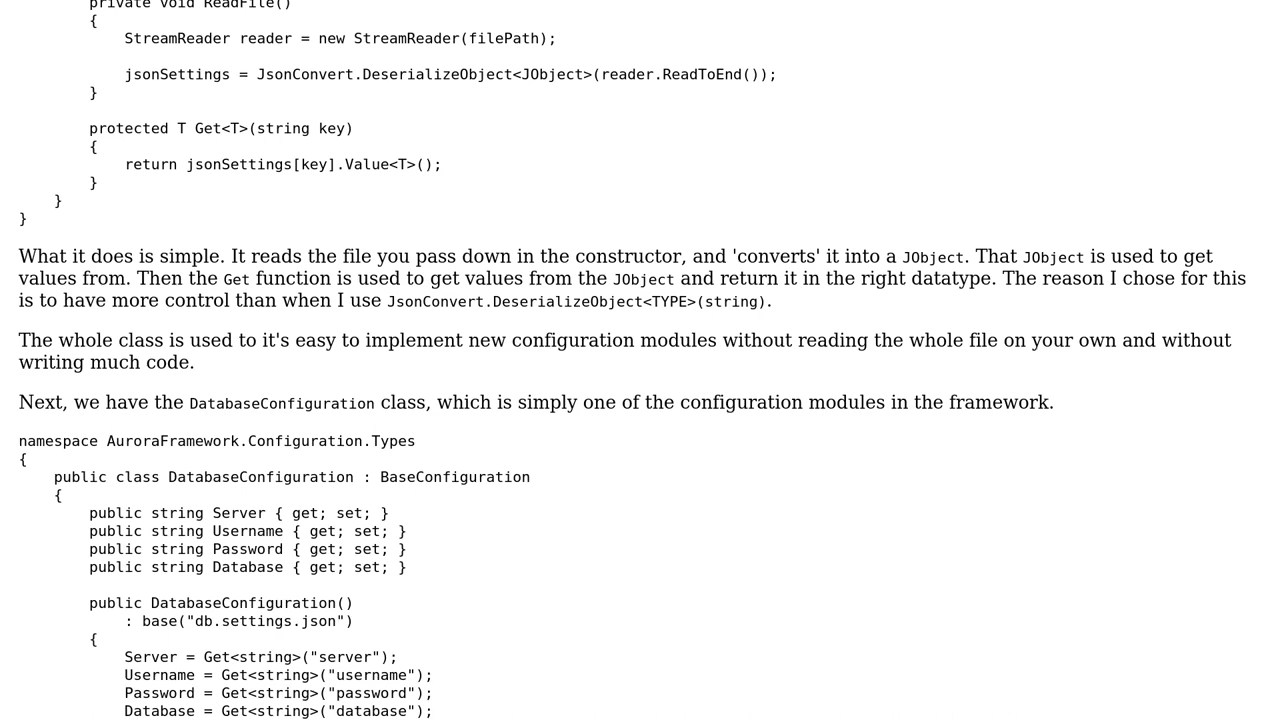 private void ReadFile()
{
StreamReader reader = new StreamReader(filePath);
jsonSettings = JsonConvert.DeserializeObject<JObject>(reader.ReadToEnd());
}
protected T Get<T>(string key)
{
return jsonSettings[key].Value<T>();
}
}
}
What it does is simple. It reads the file you pass down in the constructor, and 'converts' it into a JObject. That JObject is used to get
values from. Then the Get function is used to get values from the JObject and return it in the right datatype. The reason I chose for this
is to have more control than when I use JsonConvert.DeserializeObject<TYPE>(string).
The whole class is used to it's easy to implement new configuration modules without reading the whole file on your own and without
writing much code.
Next, we have the DatabaseConfiguration class, which is simply one of the configuration modules in the framework.
namespace AuroraFramework.Configuration.Types
{
public class DatabaseConfiguration : BaseConfiguration
{
public string Server { get; set; }
public string Username { get; set; }
public string Password { get; set; }
public string Database { get; set; }
public DatabaseConfiguration()
: base("db.settings.json")
{
Server = Get<string>("server");
Username = Get<string>("username");
Password = Get<string>("password");
Database = Get<string>("database");